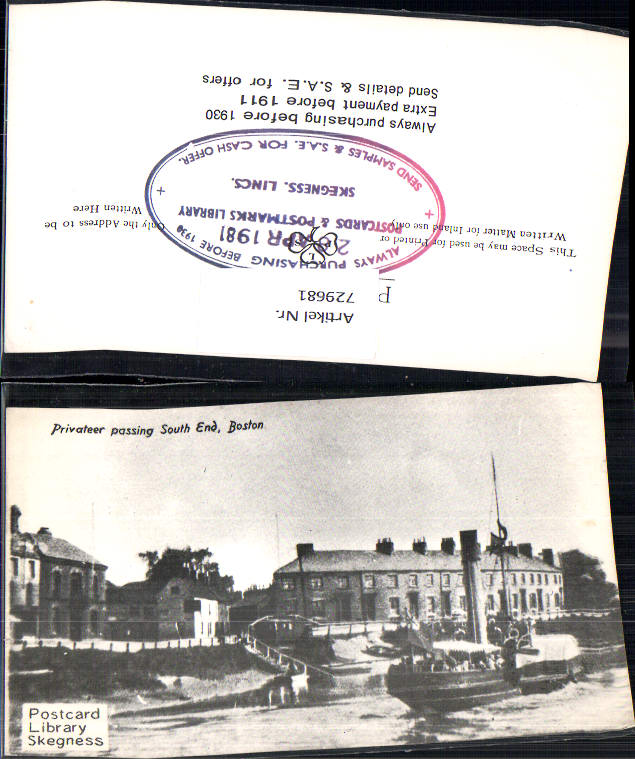 Always purchasing before 1930
Extra payment before 1911
Send details & S.A.E. for offers
ALWAYS PURCHASING BEFORE 1930
APR 1981
POSTCARDS & POSTMARKS LIBRARY
SKEGNESS. LINCS.
SEND SAMPLES & S.A.E. FOR CASH OFFER.
This Space may be used for Printed or
Written Matter for Inland use only
Only the Address to be
Written Here
P
Artikel Nr.
729681
Privateer passing South End, Boston
Postcard
Library
Skegness